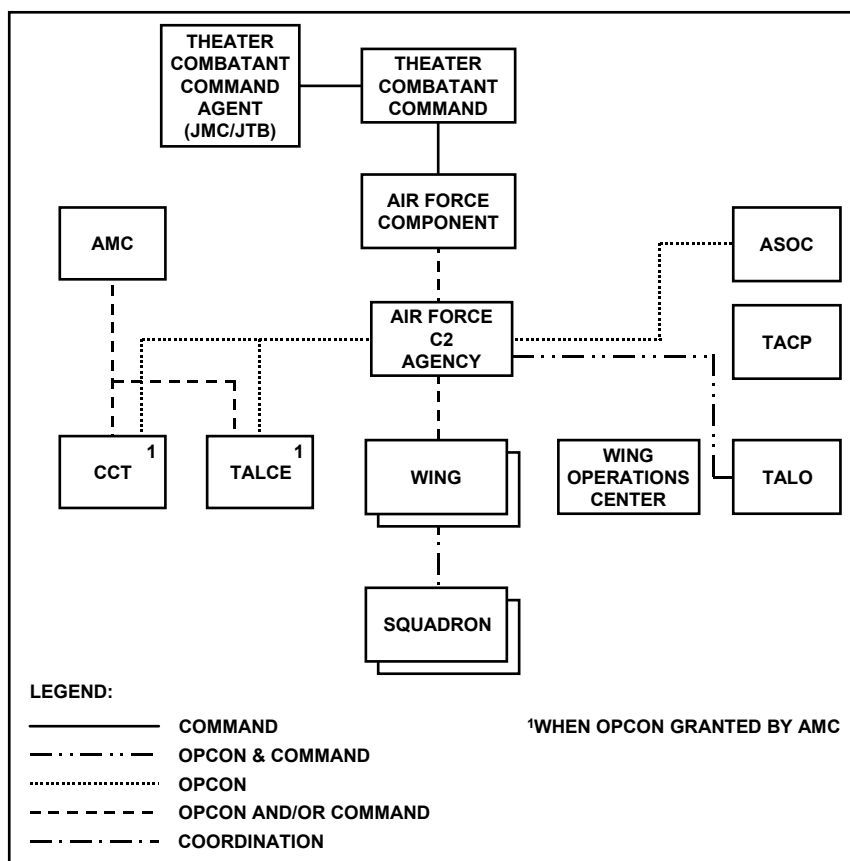 THEATER
COMBATANT
COMMAND
AGENT
(JMC/JTB)
THEATER
COMBATANT
COMMAND
AIR FORCE
COMPONENT
AMC
ASOC
AIR FORCE
C2
AGENCY
TACP
CCT
1
TALCE
1
WING
WING
OPERATIONS
CENTER
TALO
SQUADRON
LEGEND:
COMMAND
OPCON & COMMAND
OPCON
OPCON AND/OR COMMAND
COORDINATION
¹WHEN OPCON GRANTED BY AMC